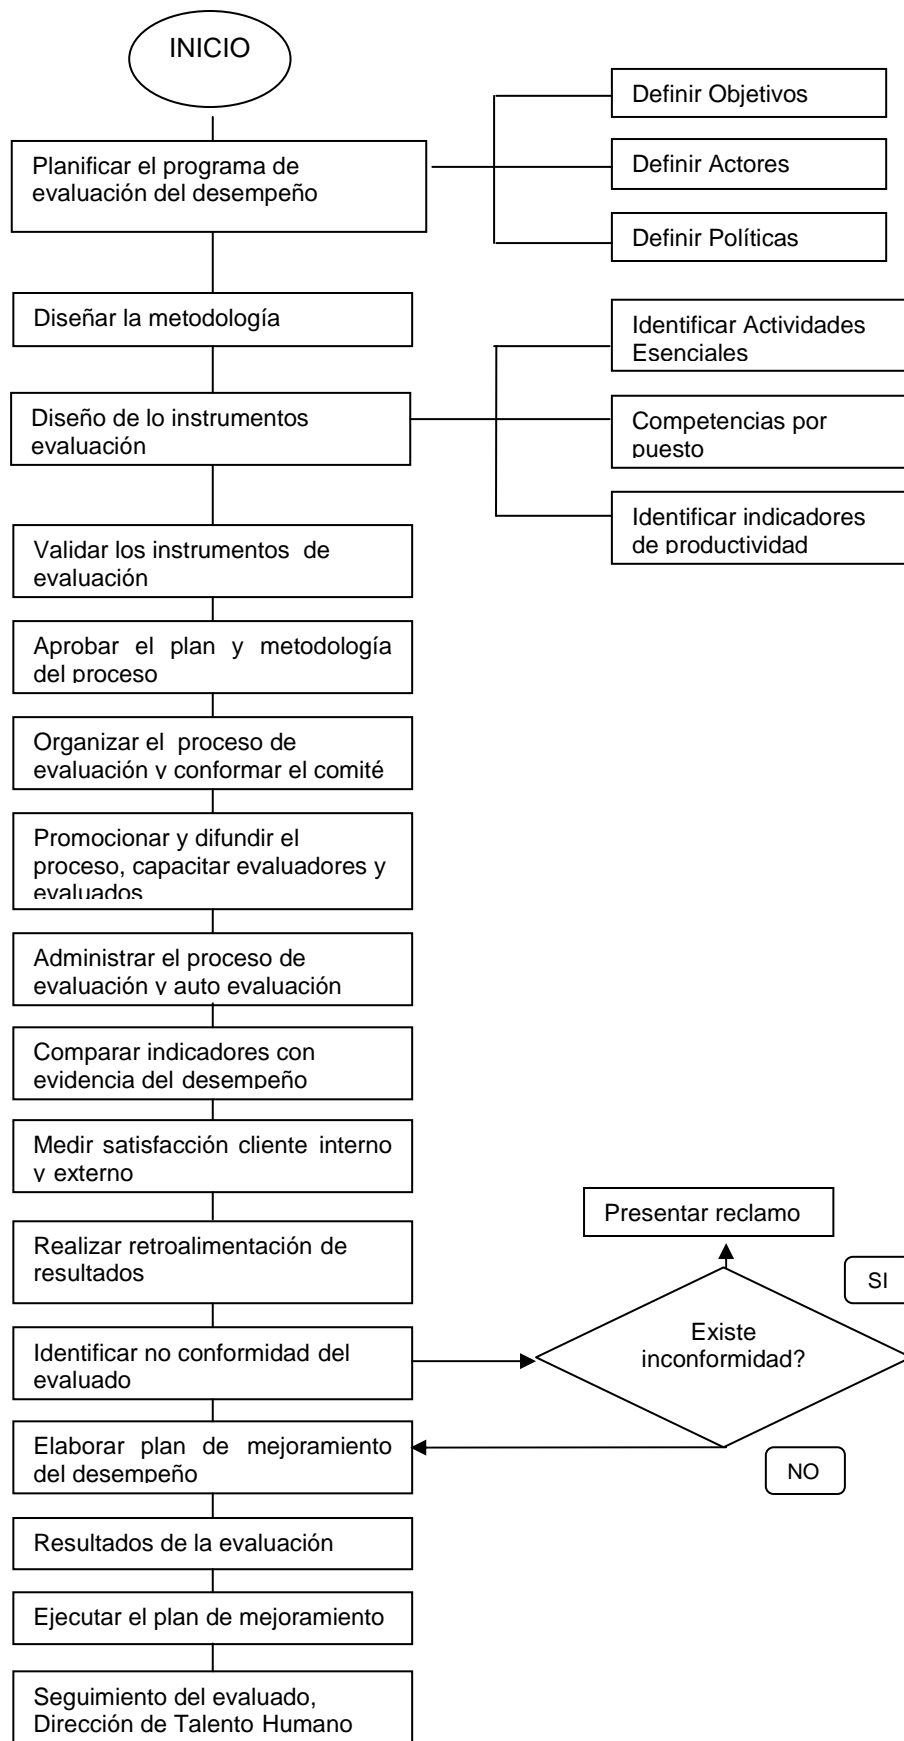 INICIO
Definir Objetivos
Planificar el programa de
evaluación del desempeño
Definir Actores
Definir Políticas
Diseñar la metodología
Identificar Actividades
Esenciales
Diseño de lo instrumentos
evaluación
Competencias por
puesto
Identificar indicadores
de productividad
Validar los instrumentos de
evaluación
Aprobar el plan y metodología
del proceso
Organizar el proceso de
evaluación y conformar el comité
Promocionar y difundir el
proceso, capacitar evaluadores y
evaluados
Administrar el proceso de
evaluación y auto evaluación
Comparar indicadores con
evidencia del desempeño
Medir satisfacción cliente interno
y externo
Presentar reclamo
Realizar retroalimentación de
resultados
SI
Existe
inconformidad?
Identificar no conformidad del
evaluado
Elaborar plan de mejoramiento
del desempeño
NO
Resultados de la evaluación
Ejecutar el plan de mejoramiento
Seguimiento del evaluado,
Dirección de Talento Humano